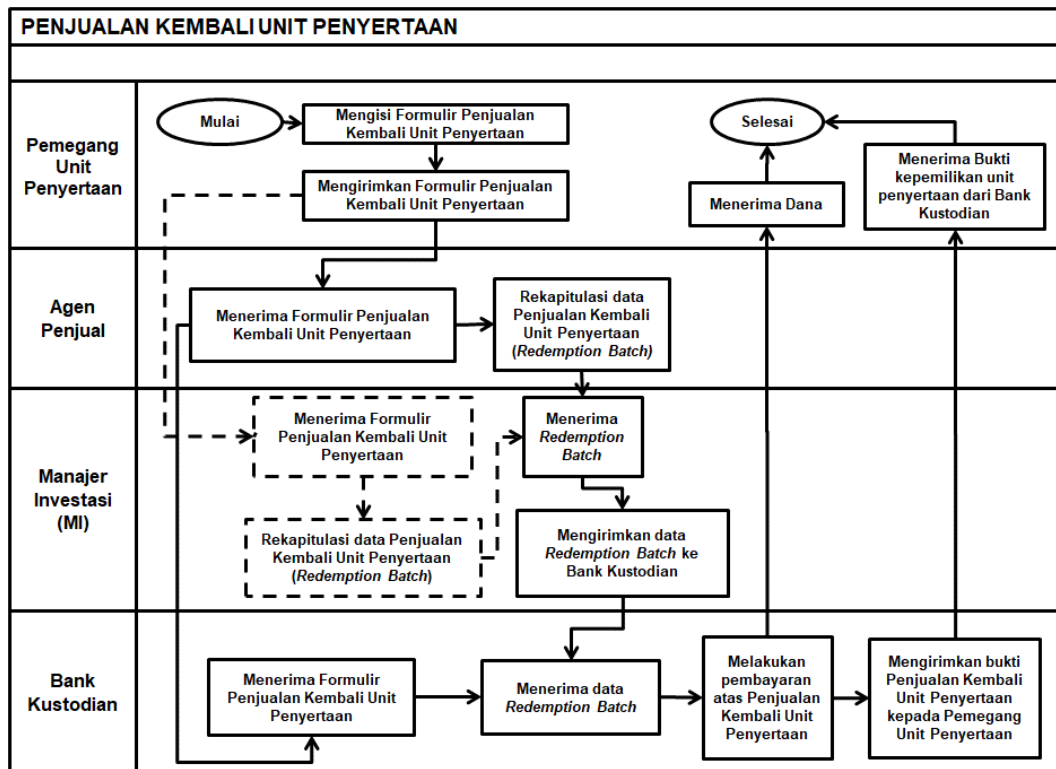 PENJUALAN KEMBALI UNIT PENYERTAAN
Pemegang
Unit
Penyertaan
Mulai
Mengisi Formulir Penjualan
Kembali Unit Penyertaan
Mengirimkan Formulir Penjualan
Kembali Unit Penyertaan
Selesai
Menerima Dana
Menerima Bukti
kepemilikan unit
penyertaan dari Bank
Kustodian
Agen
Penjual
Menerima Formulir Penjualan
Kembali Unit Penyertaan
Rekapitulasi data
Penjualan Kembali
Unit Penyertaan
(Redemption Batch)
Manajer
Investasi
(MI)
Menerima Formulir
Penjualan Kembali Unit
Penyertaan
Rekapitulasi data Penjualan
Kembali Unit Penyertaan
(Redemption Batch)
Menerima
Redemption
Batch
Mengirimkan data
Redemption Batch ke
Bank Kustodian
Bank
Kustodian
Menerima Formulir
Penjualan Kembali Unit
Penyertaan
Menerima data
Redemption Batch
Melakukan
pembayaran
atas Penjualan
Kembali Unit
Penyertaan
Mengirimkan bukti
Penjualan Kembali
Unit Penyertaan
kepada Pemegang
Unit Penyertaan